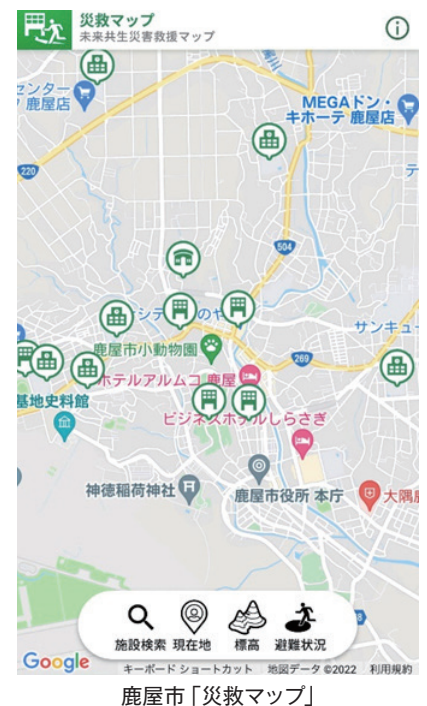 災救マップ
未来共生災害救援マップ
センター
鹿屋店
MEGAドン・
キホーテ 鹿屋店
220
504
サンキュー
鹿屋市小動物園
269
ホテルアルムコ 鹿屋
基地史料館
ビジネスホテルしらさぎ
神徳稲荷神社
鹿屋市役所 本庁
大隅
施設検索 現在地 標高 避難状況
Google
キーボード ショートカット 地図データ ©2022 利用規約
鹿屋市「災救マップ」